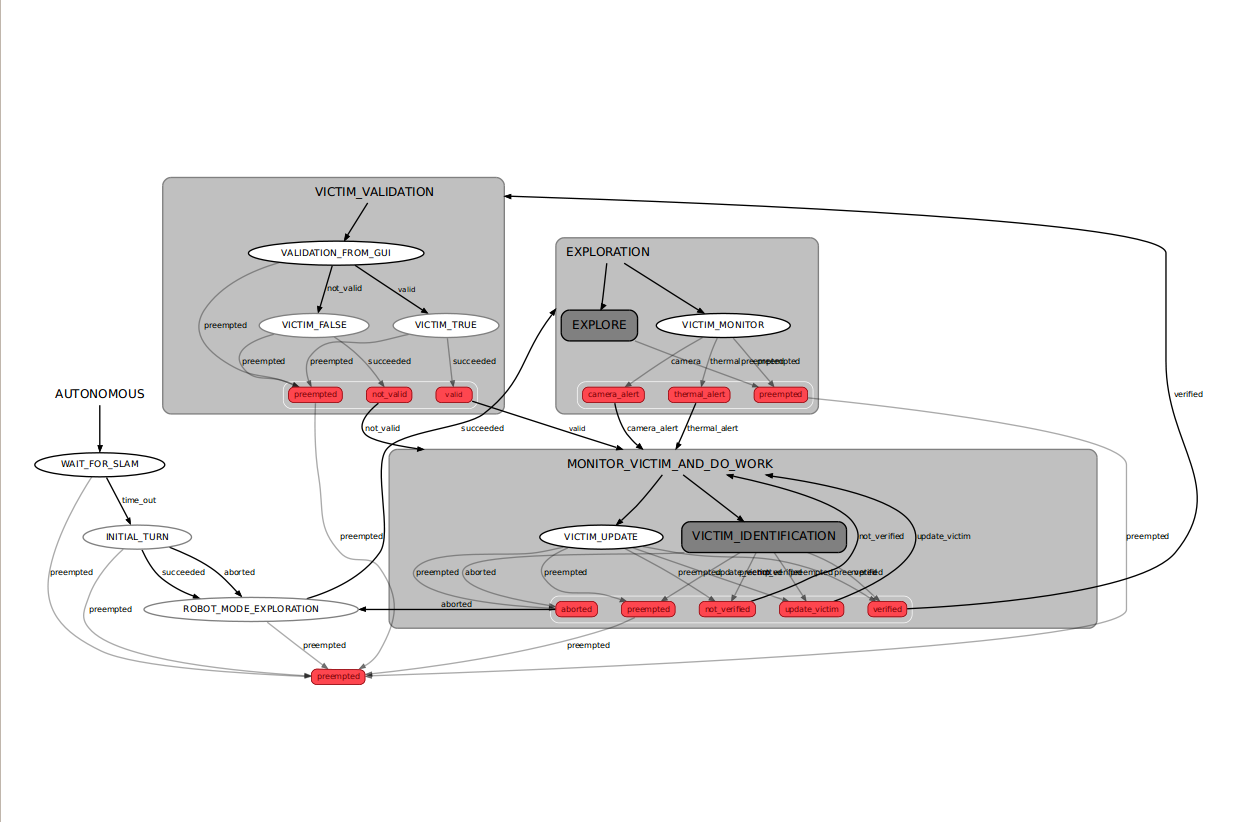 VICTIM_VALIDATION
VALIDATION_FROM_GUI
not_valid
valid
preempted
VICTIM_FALSE
VICTIM_TRUE
preempted
preempted
succeeded
succeeded
preempted
not_valid
valid
EXPLORATION
EXPLORE
VICTIM_MONITOR
camera
thermal
preempted
preempted
camera_alert
thermal_alert
preempted
verified
AUTONOMOUS
not_valid
succeeded
valid
camera_alert
thermal_alert
WAIT_FOR_SLAM
MONITOR_VICTIM_AND_DO_WORK
time_out
INITIAL_TURN
preempted
VICTIM_UPDATE
VICTIM_IDENTIFICATION
not_verified
update_victim
preempted
preempted
succeeded
aborted
preempted
aborted
preempted
preempted
update_victim
preempted
not_verified
preempted
preempted
verified
preempted
ROBOT_MODE_EXPLORATION
aborted
aborted
preempted
not_verified
update_victim
verified
preempted
preempted
preempted